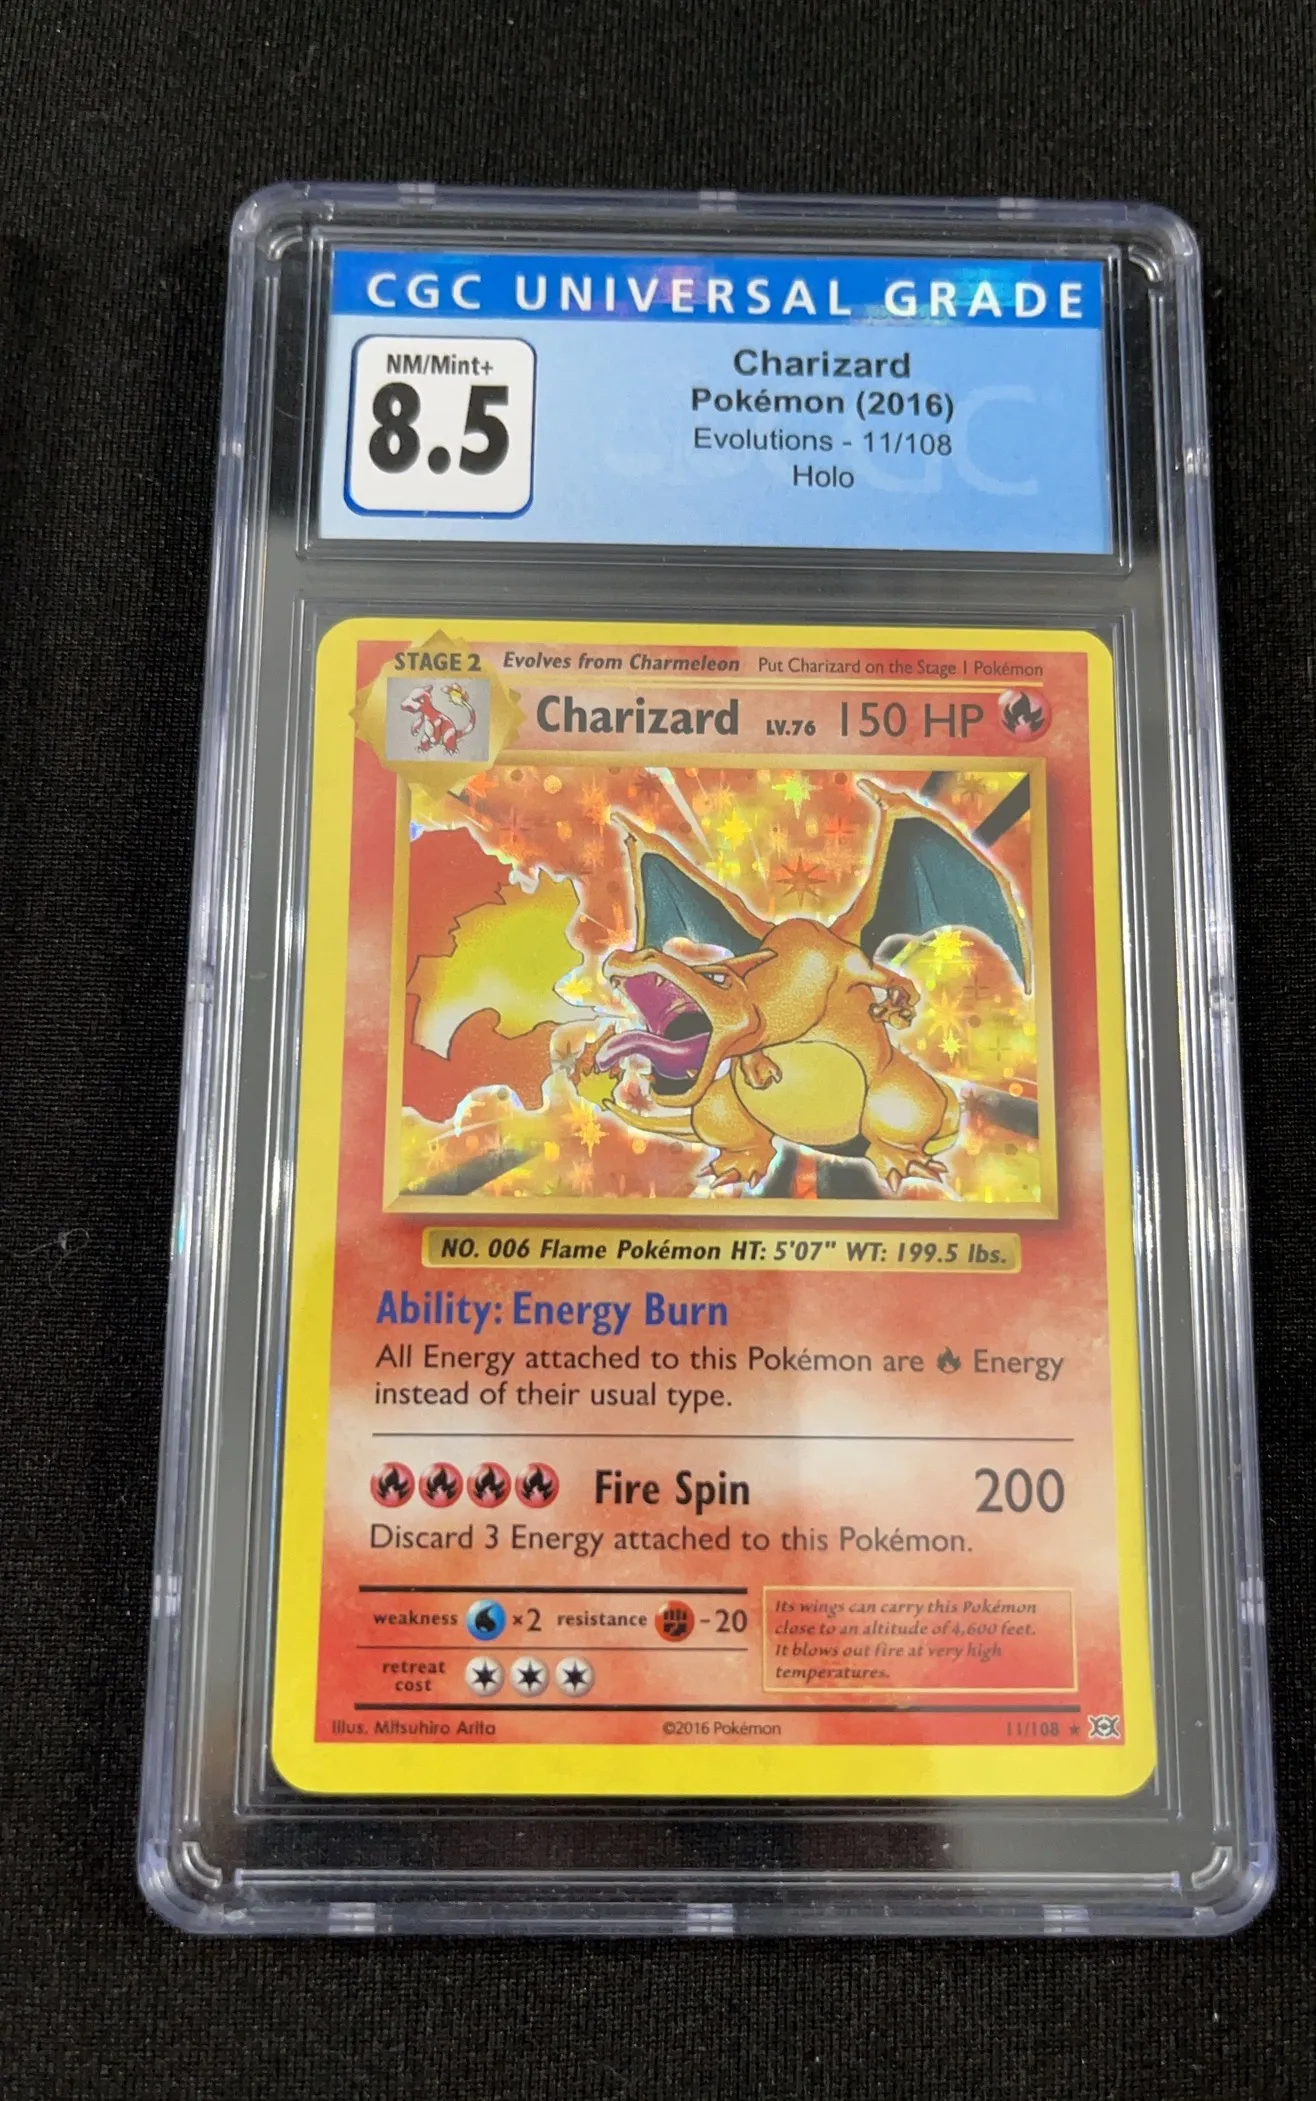 CGC UNIVERSAL GRADE
NM/Mint+
8.5
Charizard
Pokémon (2016)
Evolutions - 11/108
Holo
STAGE 2 Evolves from Charmeleon Put Charizard on the Stage 1 Pokémon
Charizard LV.76 150 HP
NO. 006 Flame Pokémon HT: 5'07" WT: 199.5 lbs.
Ability: Energy Burn
All Energy attached to this Pokémon are Energy
instead of their usual type.
Fire Spin 200
Discard 3 Energy attached to this Pokémon.
weakness ×2 resistance -20
retreat
cost
Its wings can carry this Pokémon
close to an altitude of 4,600 feet.
It blows out fire at very high
temperatures.
Illus. Mitsuhiro Arita ©2016 Pokémon 11/108 ★